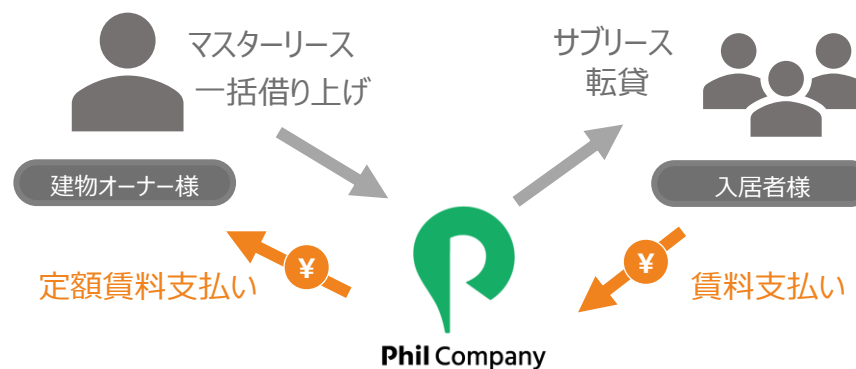 マスターリース
一括借り上げ
サブリース
転貸
建物オーナー様
入居者様
¥
定額賃料支払い
¥
賃料支払い
Phil Company